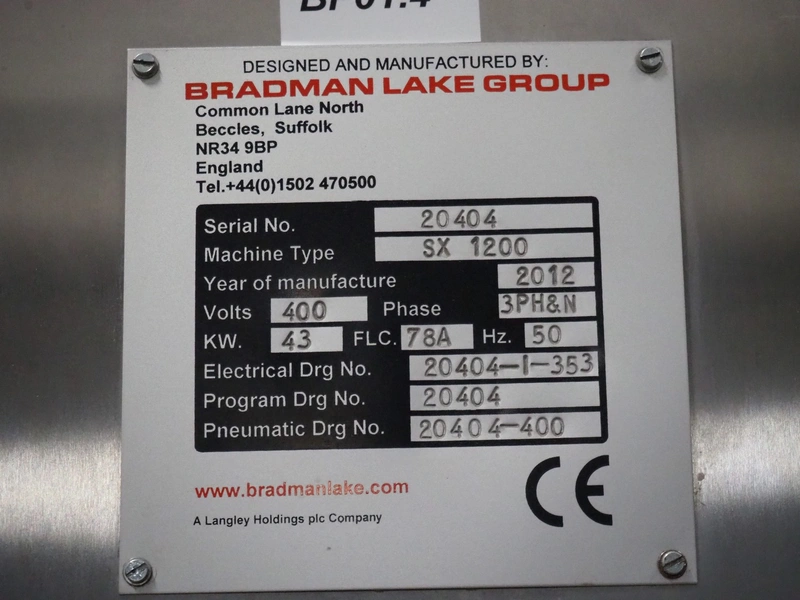 DESIGNED AND MANUFACTURED BY:
BRADMAN LAKE GROUP
Common Lane North
Beccles, Suffolk
NR34 9BP
England
Tel.+44(0)1502 470500
Serial No. 20404
Machine Type SX 1200
Year of manufacture 2012
Volts 400 Phase 3PH&N
KW. 43 FLC. 78A Hz. 50
Electrical Drg No. 20404-1-353
Program Drg No. 20404
Pneumatic Drg No. 20404-400
www.bradmanlake.com
CE
A Langley Holdings plc Company